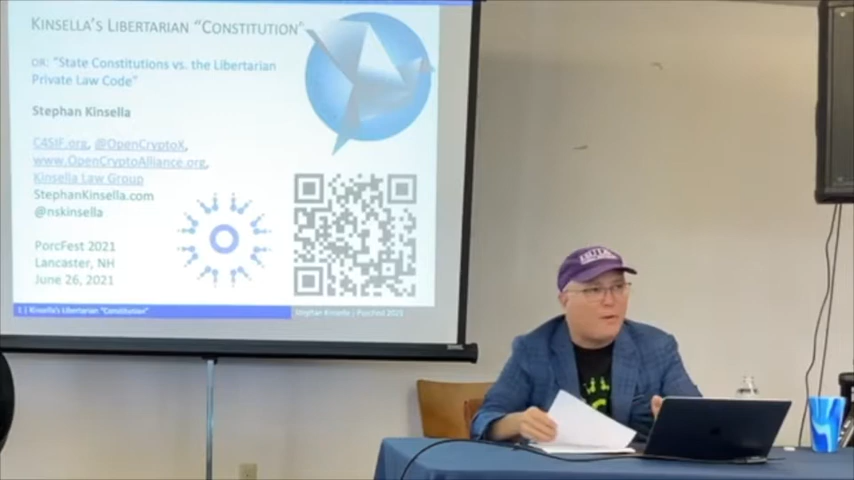 KINSELLA'S LIBERTARIAN "CONSTITUTION"
OR: "State Constitutions vs. the Libertarian
Private Law Code"
Stephan Kinsella
C4SIF.org, @OpenCryptoX,
www.OpenCryptoAlliance.org,
Kinsella Law Group
StephanKinsella.com
@nskinsella
PorcFest 2021
Lancaster, NH
June 26, 2021
1 | Kinsella's Libertarian "Constitution"
Stephan Kinsella | PorcFest 2021